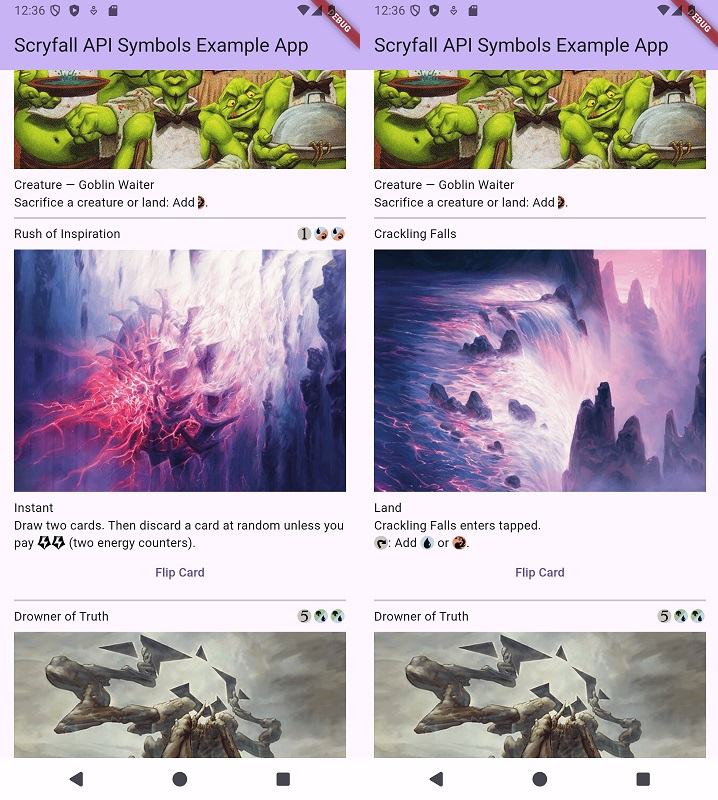 12:36
DEBUG
Scryfall API Symbols Example App
Creature — Goblin Waiter
Sacrifice a creature or land: Add .
Rush of Inspiration 1
Instant
Draw two cards. Then discard a card at random unless you
pay (two energy counters).
Flip Card
Drowner of Truth 5
12:36
DEBUG
Scryfall API Symbols Example App
Creature — Goblin Waiter
Sacrifice a creature or land: Add .
Crackling Falls
Land
Crackling Falls enters tapped.
: Add or .
Flip Card
Drowner of Truth 5